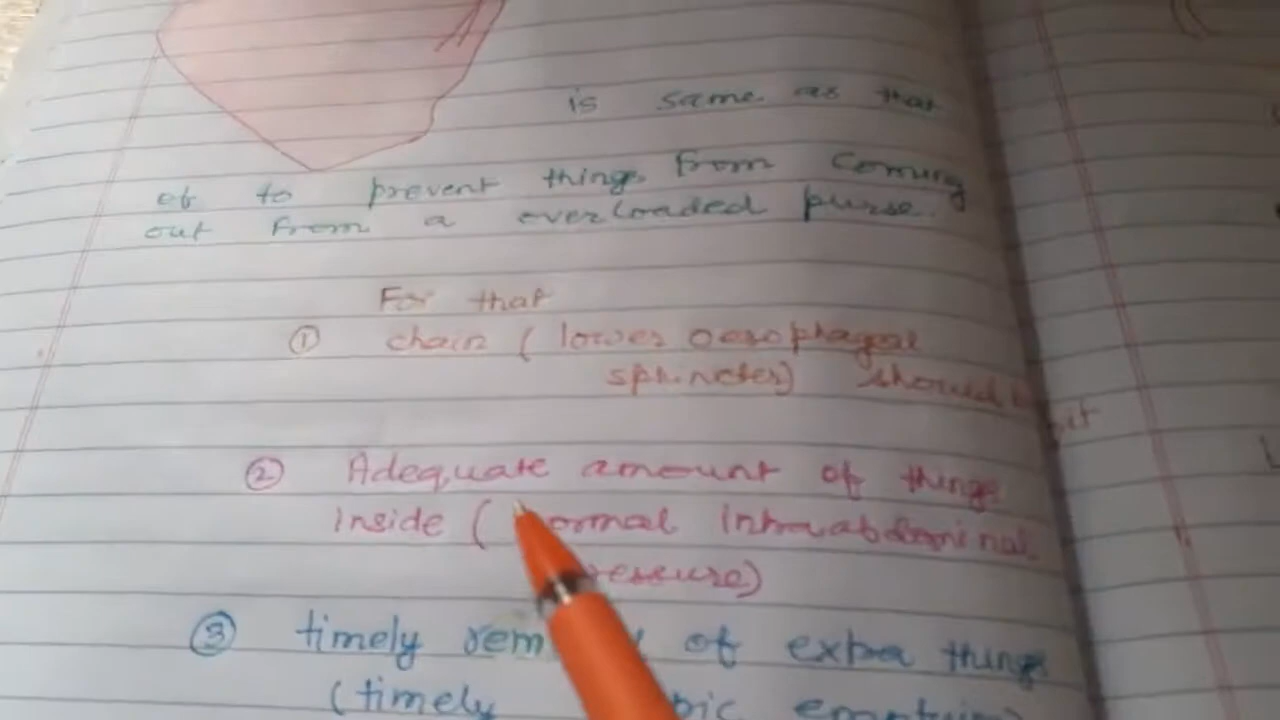 is same as that
of to prevent things from coming
out from a overloaded purse.
For that
① chain ( lower oesophageal
sphincter) should
② Adequate amount of things
inside ( normal intraabdominal
pressure)
③ timely of extra things
(timely